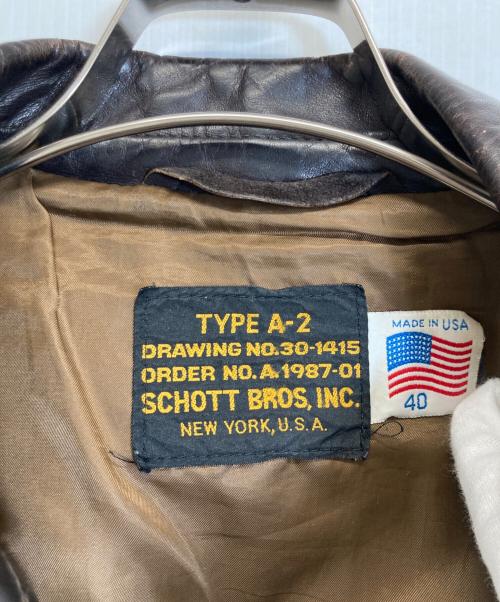 TYPE A-2
DRAWING NO.30-1415
ORDER NO.A.1987-01
SCHOTT BROS, INC.
NEW YORK, U.S.A.
MADE IN USA
40